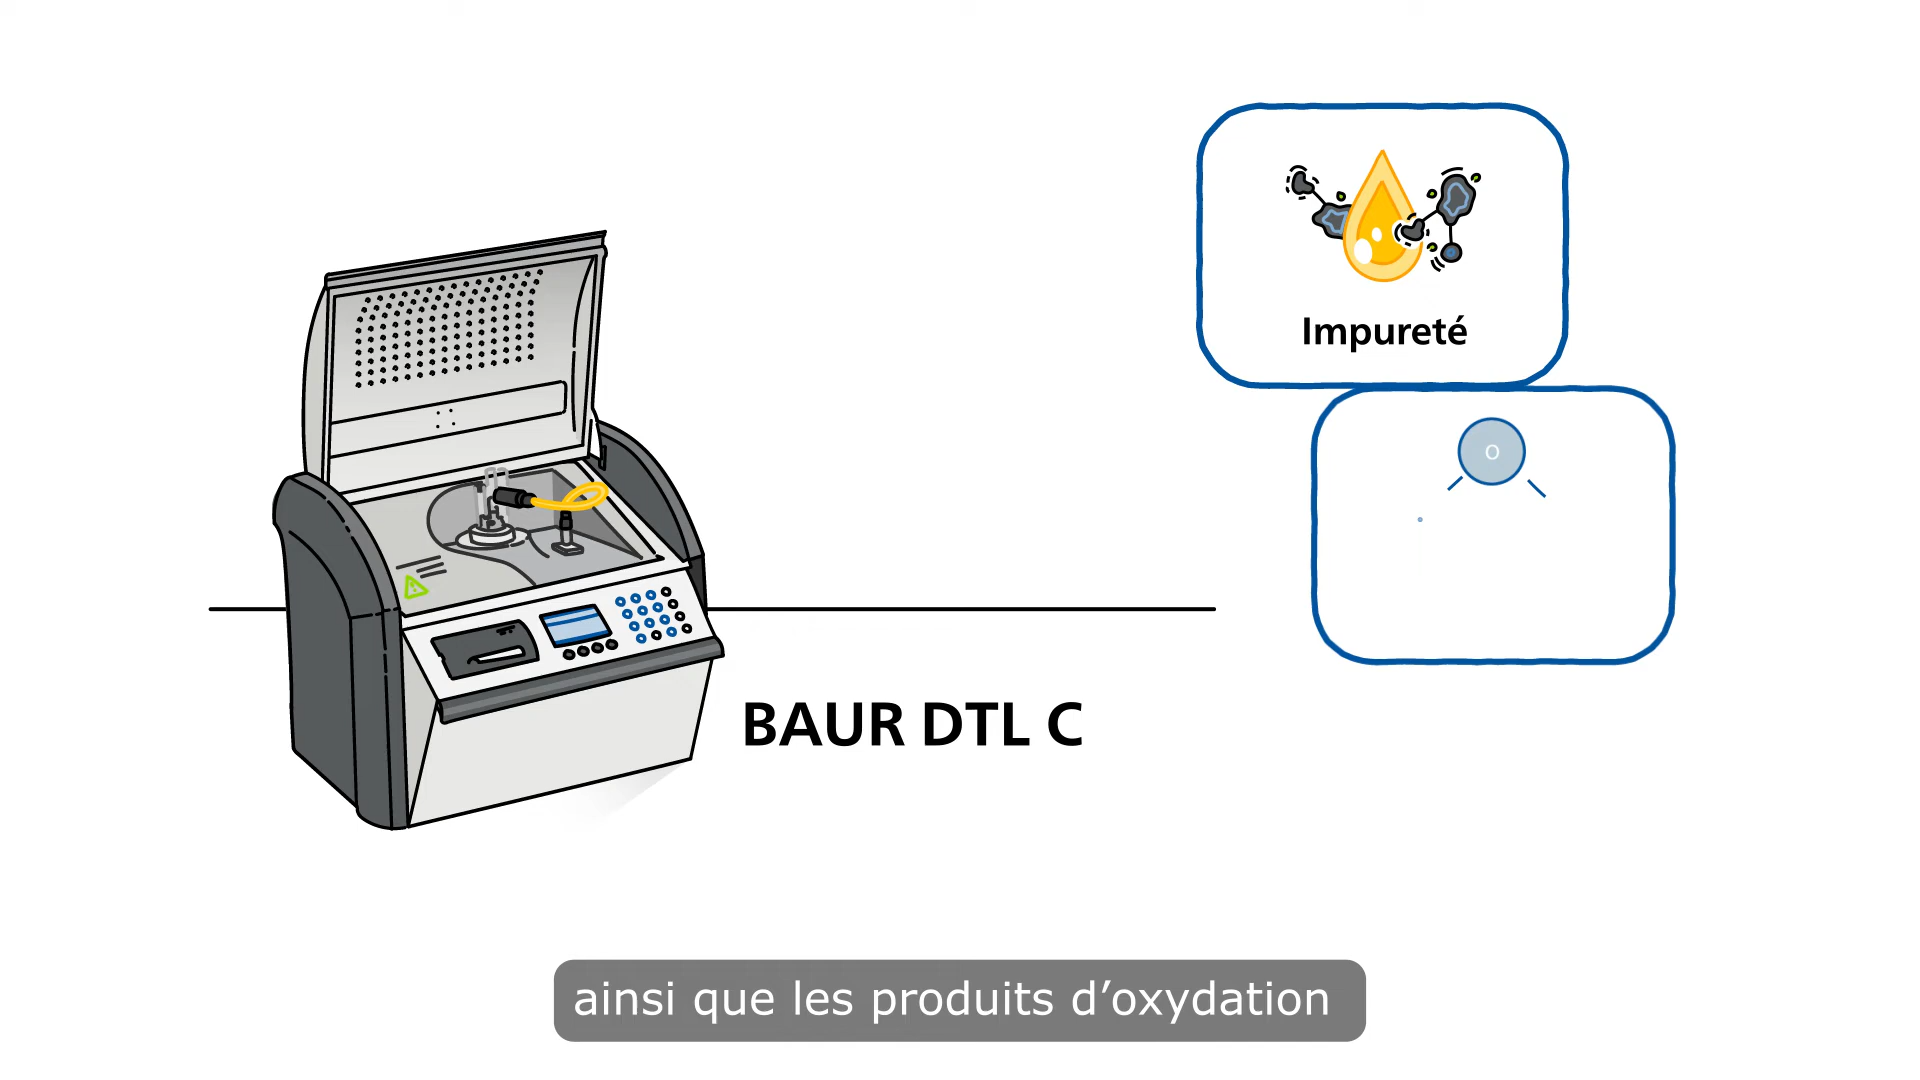 Impureté
O
BAUR DTL C
ainsi que les produits d’oxydation